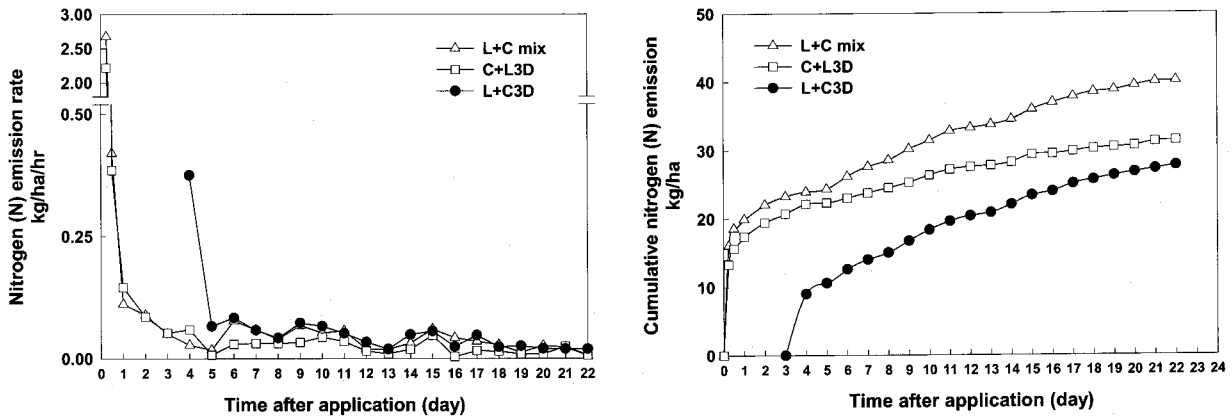 Nitrogen (N) emission rate
kg/ha/hr
3.00
2.50
2.00
0.50
0.25
0.00
L+C mix
C+L3D
L+C3D
0 1 2 3 4 5 6 7 8 9 10 11 12 13 14 15 16 17 18 19 20 21 22
Time after application (day)
Cumulative nitrogen (N) emission
kg/ha
50
40
30
20
10
0
L+C mix
C+L3D
L+C3D
0 1 2 3 4 5 6 7 8 9 10 11 12 13 14 15 16 17 18 19 20 21 22 23 24
Time after application (day)